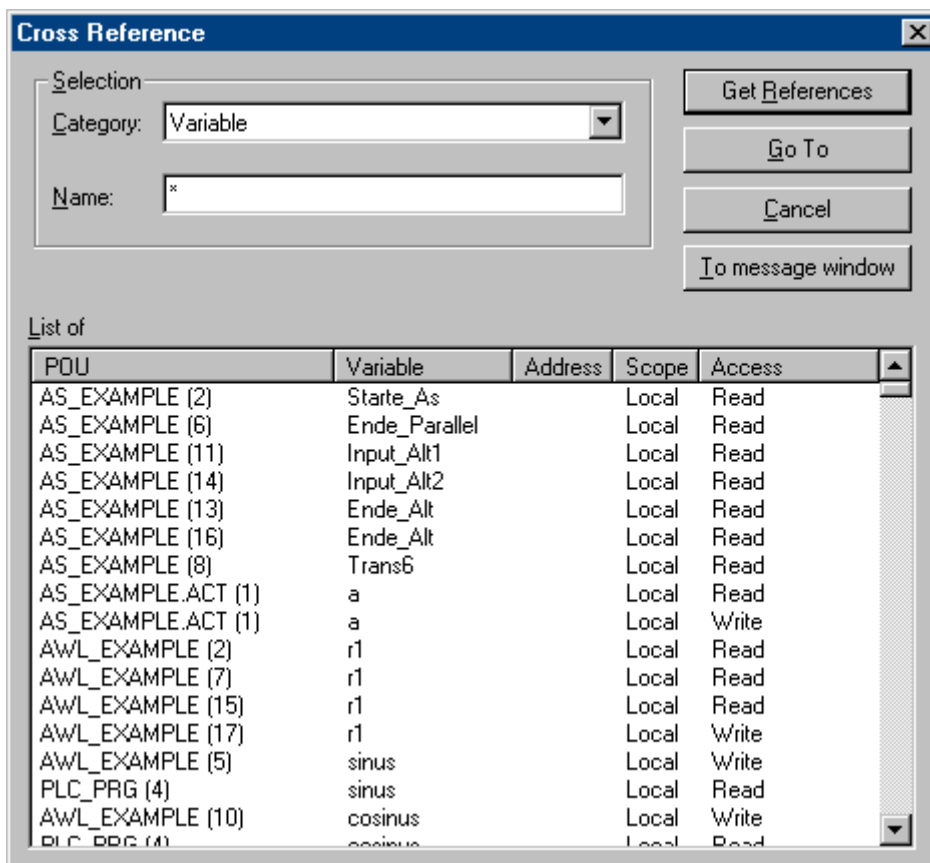 Cross Reference
Selection
Category: Variable
Name: *
Get References
Go To
Cancel
To message window
List of
POU Variable Address Scope Access
AS_EXAMPLE (2) Starte_As Local Read
AS_EXAMPLE (6) Ende_Parallel Local Read
AS_EXAMPLE (11) Input_Alt1 Local Read
AS_EXAMPLE (14) Input_Alt2 Local Read
AS_EXAMPLE (13) Ende_Alt Local Read
AS_EXAMPLE (16) Ende_Alt Local Read
AS_EXAMPLE (8) Trans6 Local Read
AS_EXAMPLE.ACT (1) a Local Read
AS_EXAMPLE.ACT (1) a Local Write
AWL_EXAMPLE (2) r1 Local Read
AWL_EXAMPLE (7) r1 Local Read
AWL_EXAMPLE (15) r1 Local Read
AWL_EXAMPLE (17) r1 Local Write
AWL_EXAMPLE (5) sinus Local Write
PLC_PRG (4) sinus Local Read
AWL_EXAMPLE (10) cosinus Local Write
PLC_PRG (4) cosinus Local Read